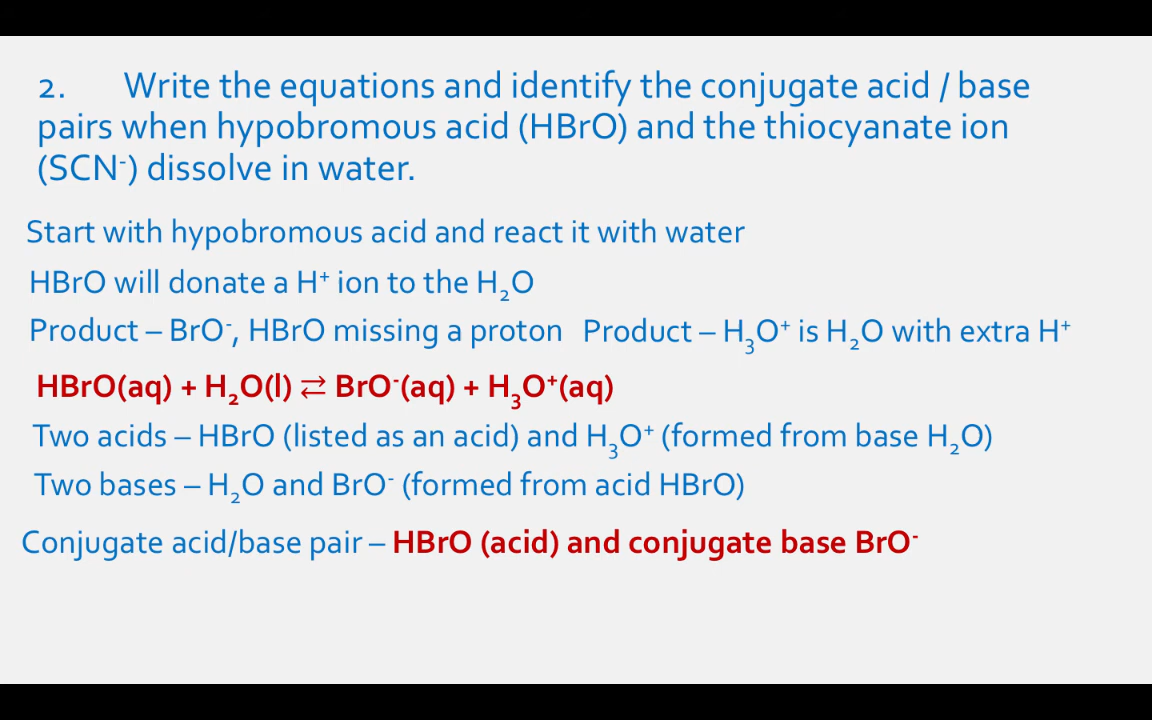 2. Write the equations and identify the conjugate acid / base
pairs when hypobromous acid (HBrO) and the thiocyanate ion
(SCN⁻) dissolve in water.
Start with hypobromous acid and react it with water
HBrO will donate a H⁺ ion to the H₂O
Product – BrO⁻, HBrO missing a proton Product – H₃O⁺ is H₂O with extra H⁺
HBrO(aq) + H₂O(l) ⇄ BrO⁻(aq) + H₃O⁺(aq)
Two acids – HBrO (listed as an acid) and H₃O⁺ (formed from base H₂O)
Two bases – H₂O and BrO⁻ (formed from acid HBrO)
Conjugate acid/base pair – HBrO (acid) and conjugate base BrO⁻